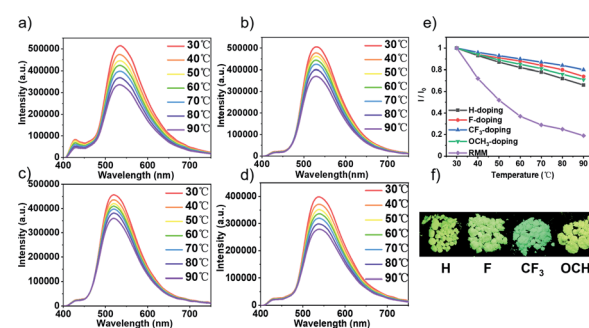 a)
500000
400000
300000
200000
100000
0
Intensity (a.u.)
400 500 600 700
Wavelength (nm)
30℃
40℃
50℃
60℃
70℃
80℃
90℃
b)
500000
400000
300000
200000
100000
0
Intensity (a.u.)
400 500 600 700
Wavelength(nm)
30℃
40℃
50℃
60℃
70℃
80℃
90℃
c)
500000
400000
300000
200000
100000
0
Intensity (a.u.)
400 500 600 700
Wavelength(nm)
30℃
40℃
50℃
60℃
70℃
80℃
90℃
d)
400000
300000
200000
100000
0
Intensity (a.u.)
400 500 600 700
Wavelength(nm)
30℃
40℃
50℃
60℃
70℃
80℃
90℃
e)
1
0.8
0.6
0.4
0.2
0
I / I₀
H-doping
F-doping
CF₃-doping
OCH₃-doping
RMM
30 40 50 60 70 80 90
Temperature (℃)
f)
H F CF₃ OCH